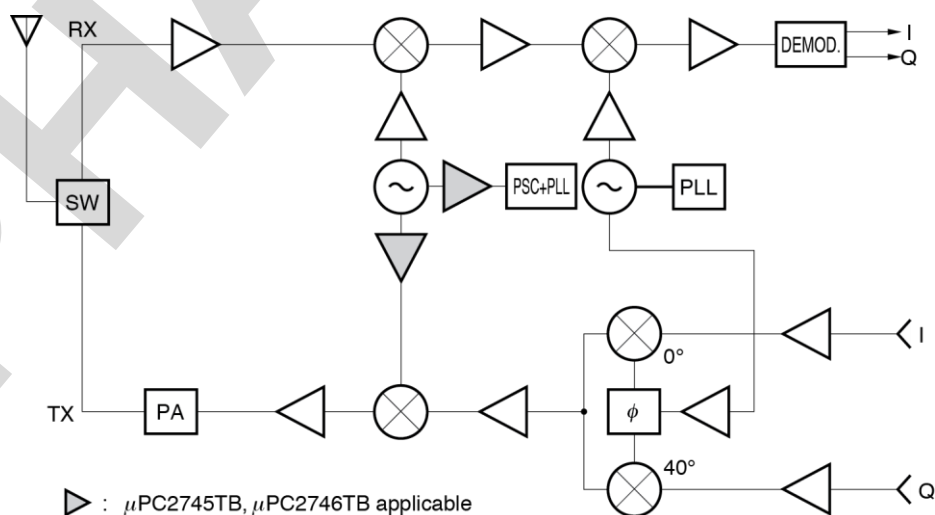 RX
DEMOD.
I
Q
SW
PSC+PLL
PLL
0°
I
TX
PA
ϕ
40°
Q
: μPC2745TB, μPC2746TB applicable